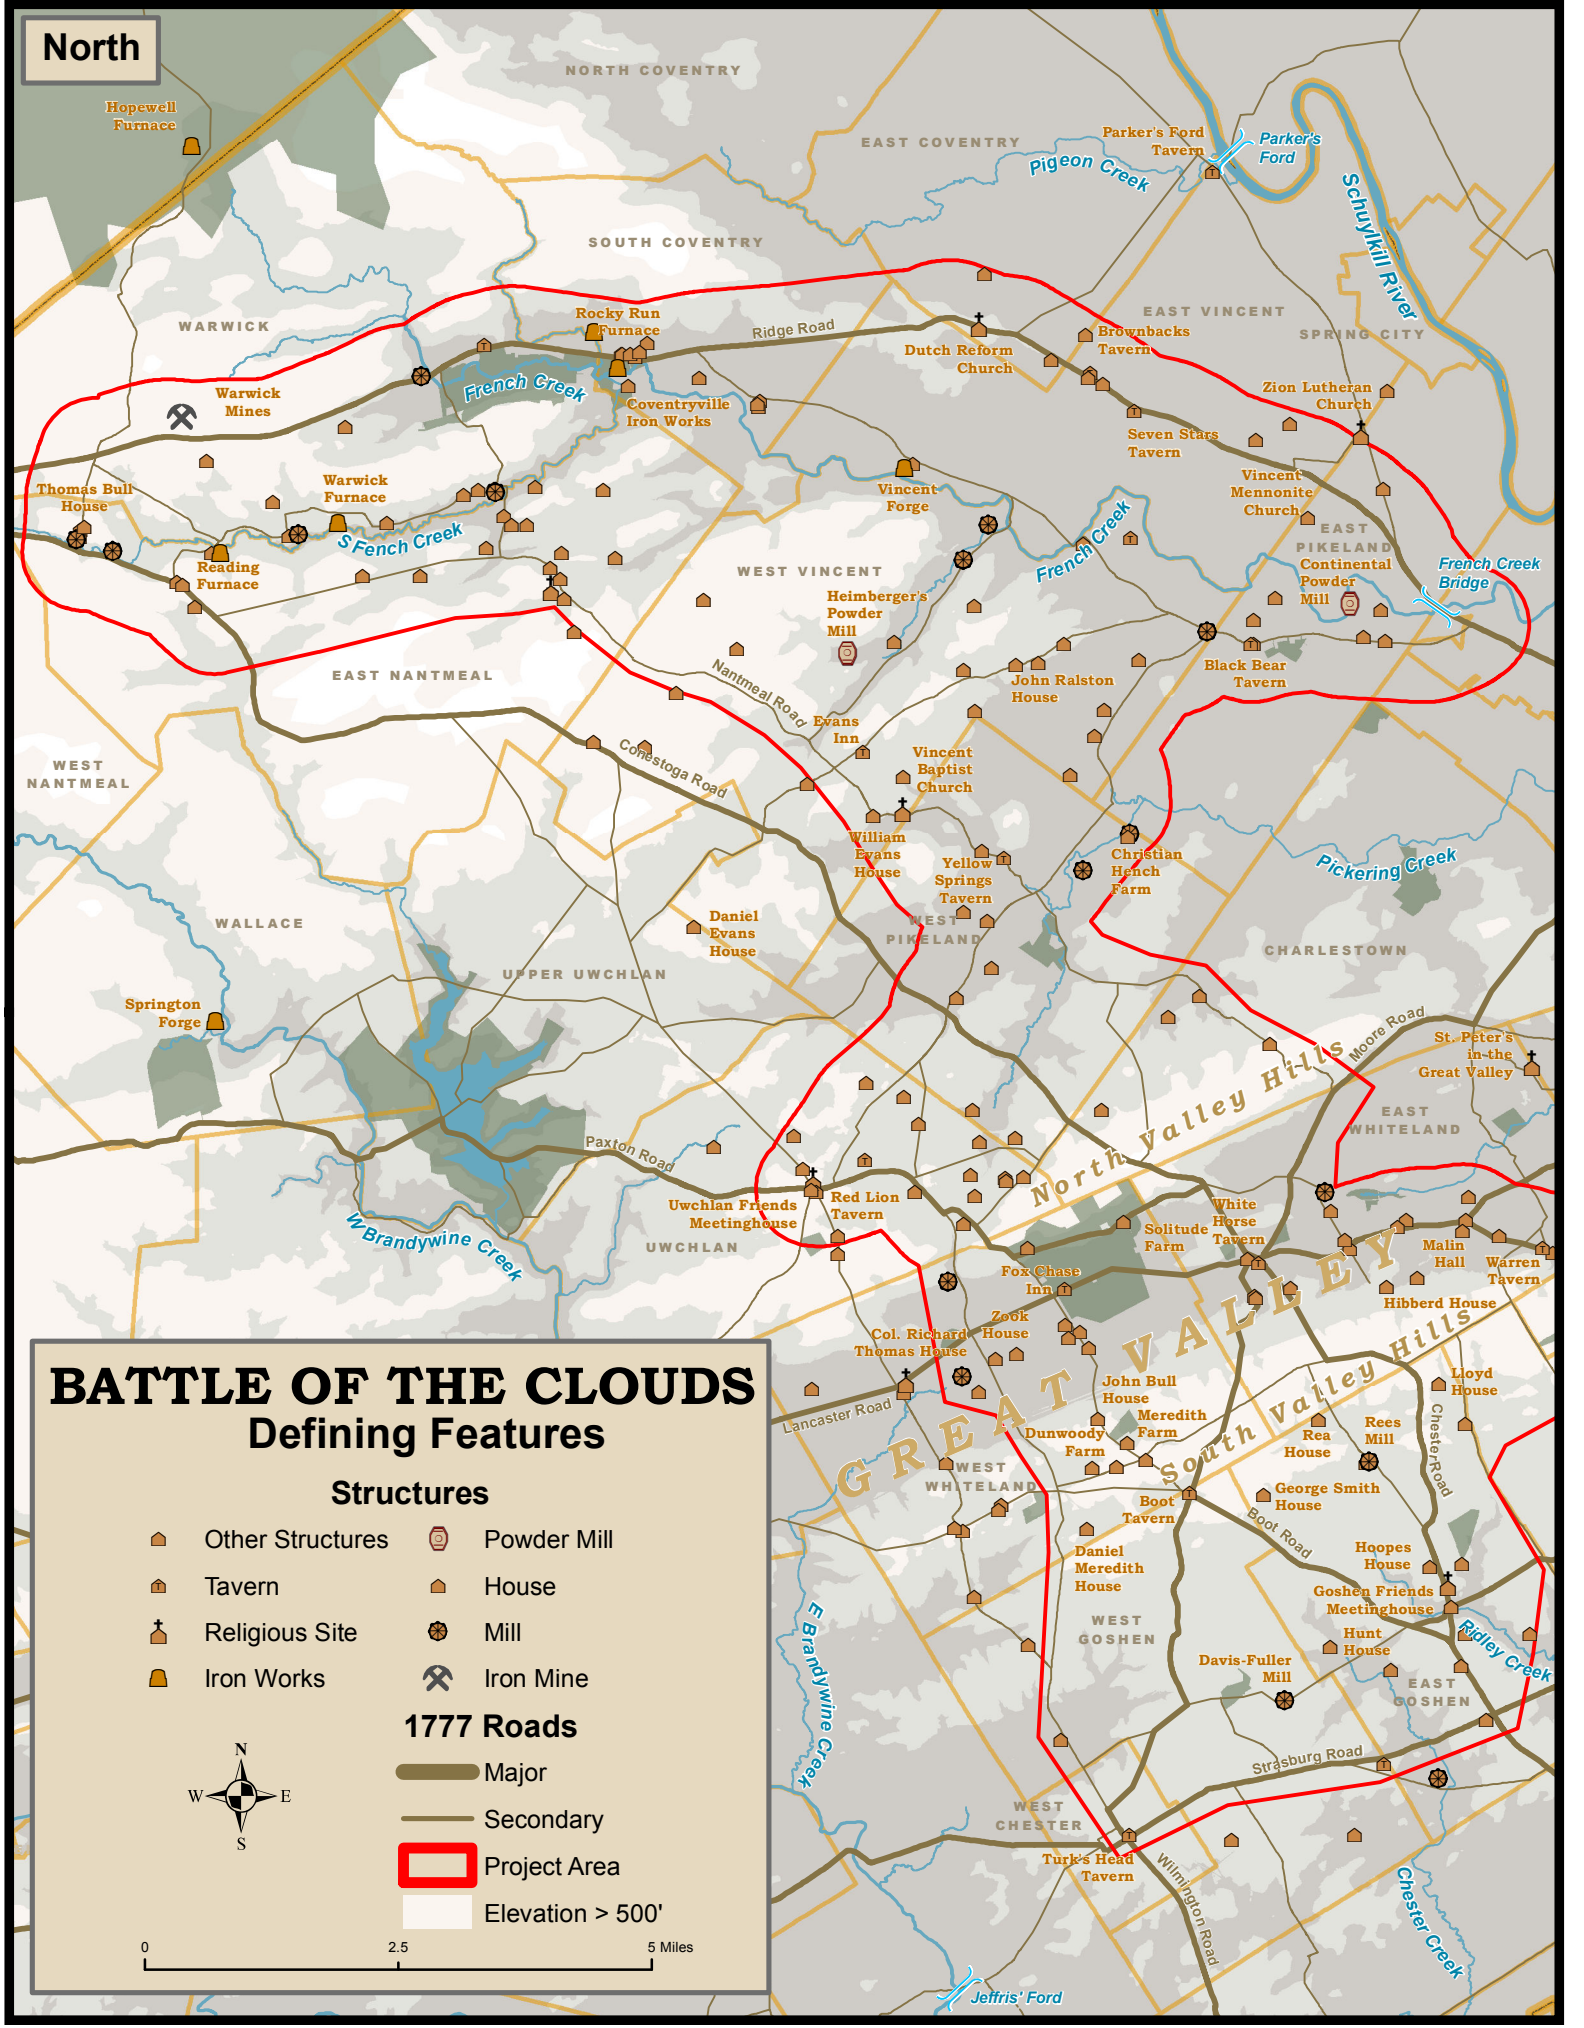 North
Hopewell
Furnace
NORTH COVENTRY
EAST COVENTRY
Parker's Ford
Tavern
Parker's
Ford
Pigeon Creek
Schuylkill River
SOUTH COVENTRY
WARWICK
Rocky Run
Furnace
Ridge Road
EAST VINCENT
Brownbacks
Tavern
SPRING CITY
Dutch Reform
Church
Warwick
Mines
French Creek
Coventryville
Iron Works
Zion Lutheran
Church
Seven Stars
Tavern
Thomas Bull
House
Warwick
Furnace
Vincent
Forge
Vincent
Mennonite
Church
S Fench Creek
French Creek
EAST
PIKELAND
Continental
Powder
Mill
French Creek
Bridge
Reading
Furnace
WEST VINCENT
Heimberger's
Powder
Mill
EAST NANTMEAL
Nantmeal Road
John Ralston
House
Black Bear
Tavern
Evans
Inn
Conestoga Road
Vincent
Baptist
Church
WEST
NANTMEAL
William
Evans
House
Yellow
Springs
Tavern
Christian
Hench
Farm
Pickering Creek
Daniel
Evans
House
WEST
PIKELAND
WALLACE
CHARLESTOWN
UPPER UWCHLAN
Springton
Forge
Moore Road
St. Peter's
in the
Great Valley
North Valley Hills
EAST
WHITELAND
Paxton Road
Uwchlan Friends
Meetinghouse
Red Lion
Tavern
White
Horse
Tavern
Solitude
Farm
W Brandywine Creek
UWCHLAN
Malin
Hall
Warren
Tavern
Fox Chase
Inn
Hibberd House
Zook
House
Col. Richard
Thomas House
GREAT VALLEY
South Valley Hills
Lloyd
House
John Bull
House
Meredith
Farm
Lancaster Road
Dunwoody
Farm
Rea
House
Rees
Mill
Chester Road
WEST
WHITELAND
Boot
Tavern
George Smith
House
Boot Road
Daniel
Meredith
House
Hoopes
House
Goshen Friends
Meetinghouse
WEST
GOSHEN
Hunt
House
Ridley Creek
Davis-Fuller
Mill
EAST
GOSHEN
E Brandywine Creek
Strasburg Road
WEST
CHESTER
Turk's Head
Tavern
Wilmington Road
Chester Creek
Jeffris' Ford
BATTLE OF THE CLOUDS
Defining Features
Structures
Other Structures
Powder Mill
Tavern
House
Religious Site
Mill
Iron Works
Iron Mine
1777 Roads
Major
Secondary
Project Area
Elevation > 500'
N
W E
S
0 2.5 5 Miles